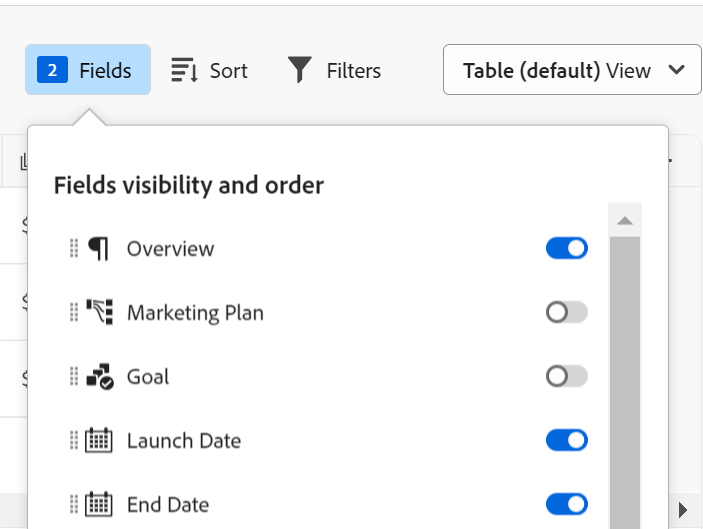 2 Fields Sort Filters Table (default) View
Fields visibility and order
Overview
Marketing Plan
Goal
Launch Date
End Date